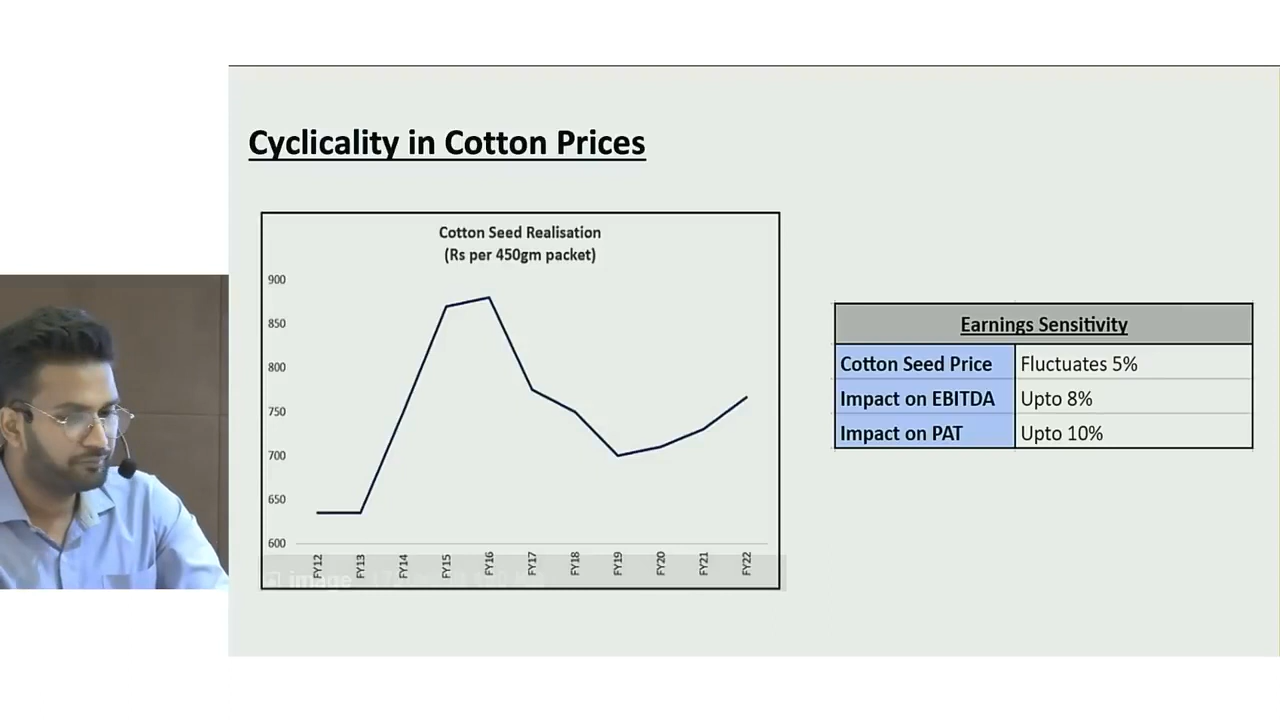 Cyclicality in Cotton Prices
Cotton Seed Realisation
(Rs per 450gm packet)
900
850
800
750
700
650
600
FY12 FY13 FY14 FY15 FY16 FY17 FY18 FY19 FY20 FY21 FY22
image
Earnings Sensitivity
Cotton Seed Price Fluctuates 5%
Impact on EBITDA Upto 8%
Impact on PAT Upto 10%